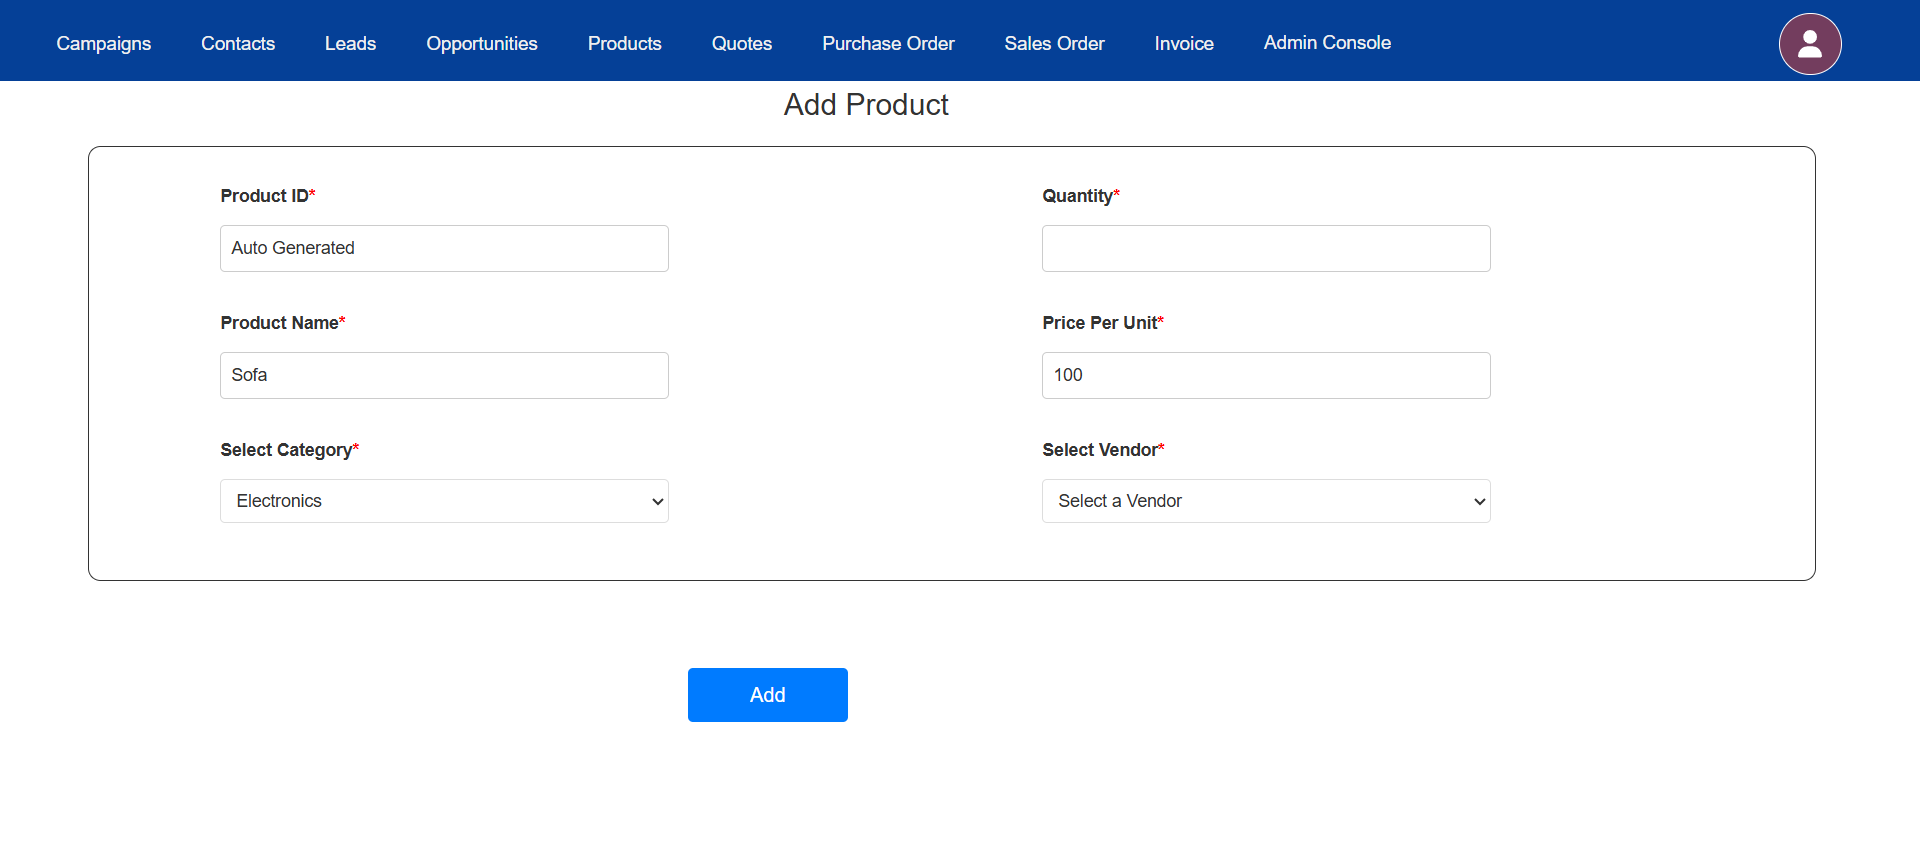 Campaigns Contacts Leads Opportunities Products Quotes Purchase Order Sales Order Invoice Admin Console
Add Product
Product ID*
Auto Generated
Quantity*
Product Name*
Sofa
Price Per Unit*
100
Select Category*
Electronics
Select Vendor*
Select a Vendor
Add